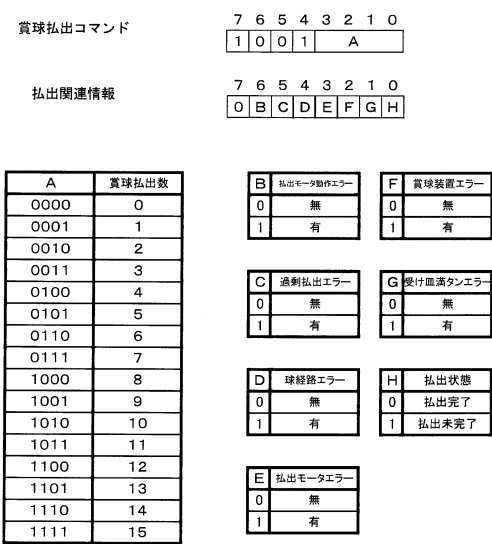 賞球払出コマンド
7 6 5 4 3 2 1 0
1 0 0 1 A
払出関連情報
7 6 5 4 3 2 1 0
0 B C D E F G H
A 賞球払出数
0000 0
0001 1
0010 2
0011 3
0100 4
0101 5
0110 6
0111 7
1000 8
1001 9
1010 10
1011 11
1100 12
1101 13
1110 14
1111 15
B 払出モータ動作エラー
0 無
1 有
F 賞球装置エラー
0 無
1 有
C 過剰払出エラー
0 無
1 有
G 受け皿満タンエラー
0 無
1 有
D 球経路エラー
0 無
1 有
H 払出状態
0 払出完了
1 払出未完了
E 払出モータエラー
0 無
1 有